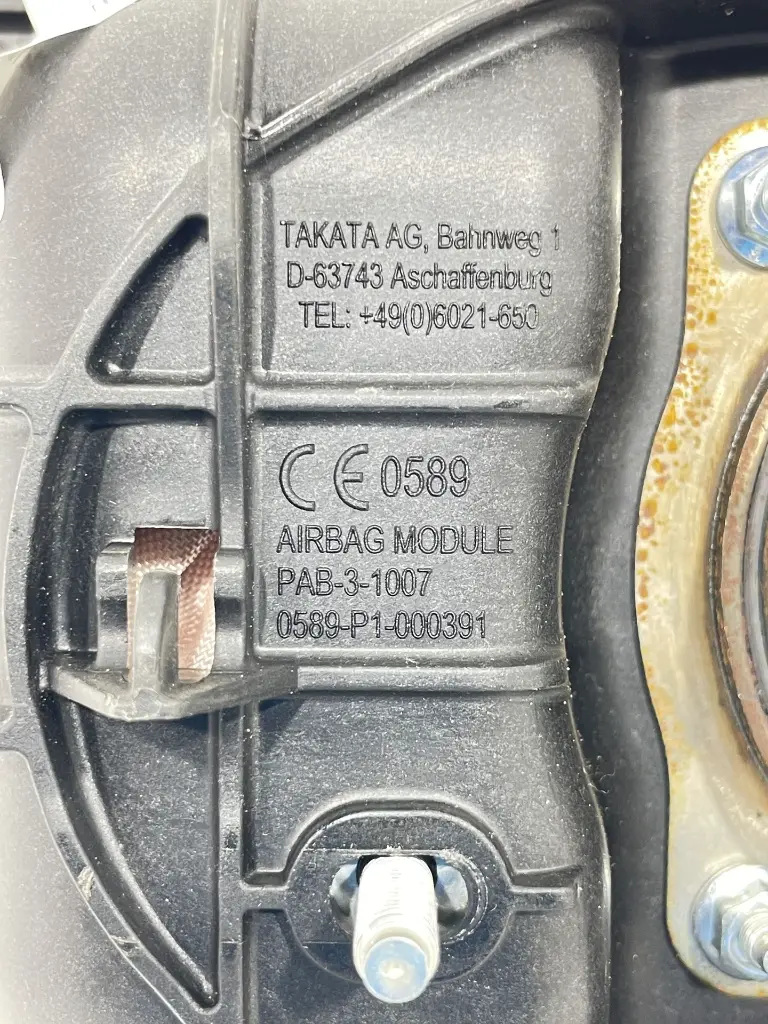 TAKATA AG, Bahnweg 1
D-63743 Aschaffenburg
TEL: +49(0)6021-650
CE 0589
AIRBAG MODULE
PAB-3-1007
0589-P1-000391